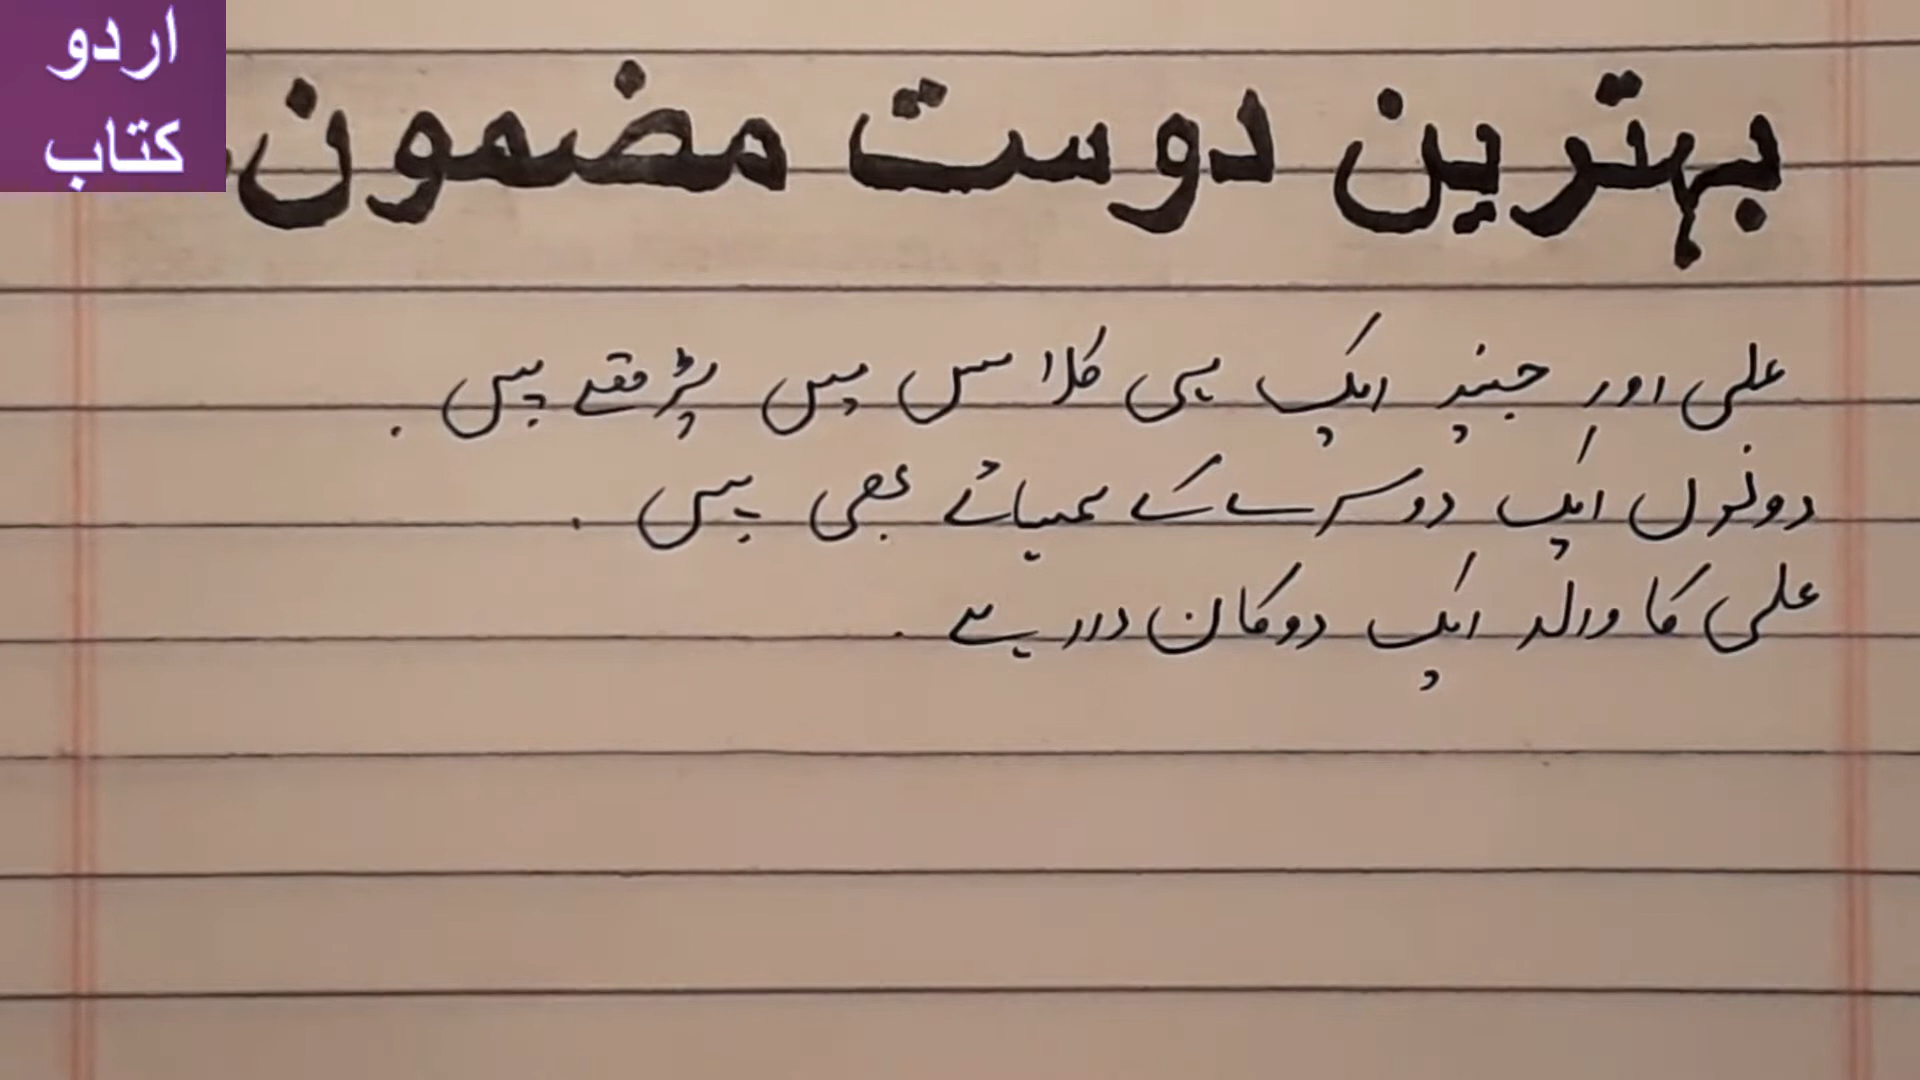 اردو
کتاب
بہترین دوست مضمون
علی اور جنید ایک ہی کلاس میں پڑھتے ہیں .
دونوں ایک دوسرے کے ہمسائے بھی ہیں .
علی کا والد ایک دوکان دار ہے .